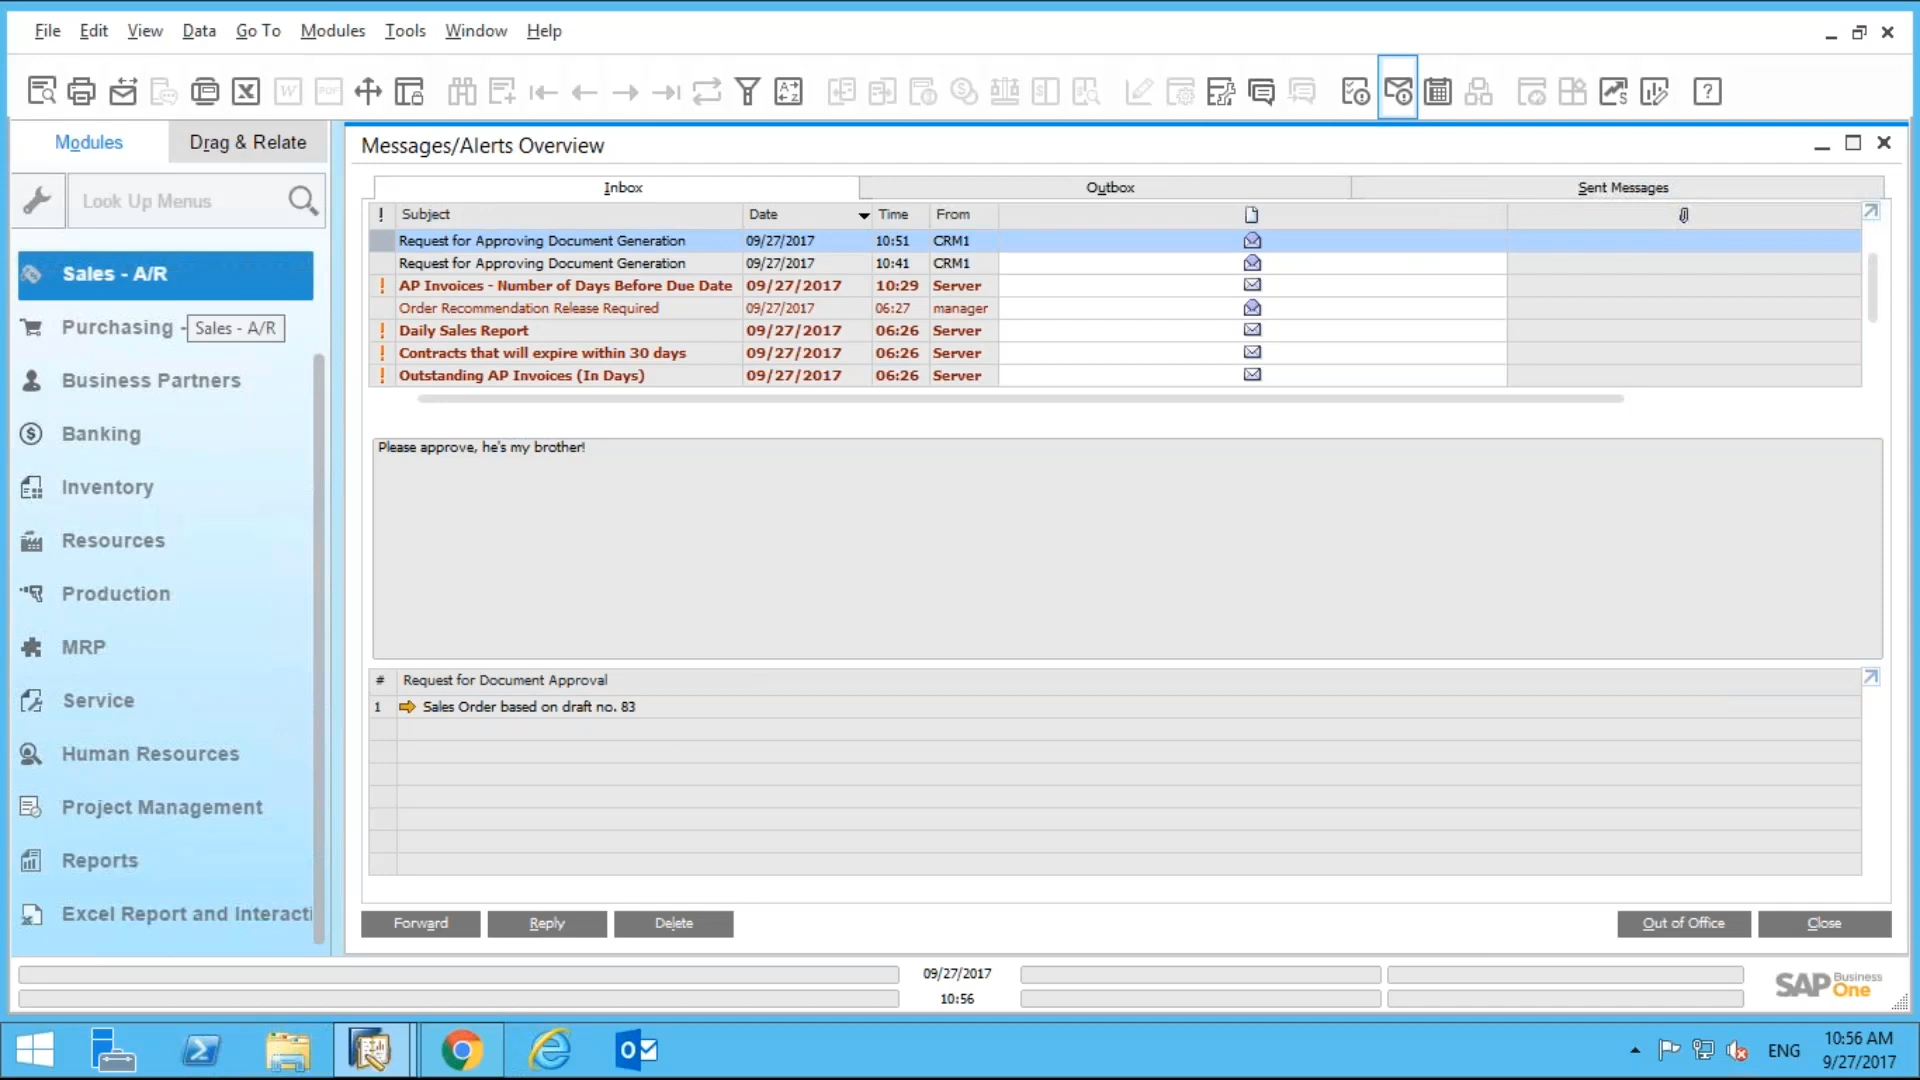 File Edit View Data Go To Modules Tools Window Help
Modules Drag & Relate
Look Up Menus
Sales - A/R
Purchasing -
Sales - A/R
Business Partners
Banking
Inventory
Resources
Production
MRP
Service
Human Resources
Project Management
Reports
Excel Report and Interacti
Messages/Alerts Overview
Inbox Outbox Sent Messages
! Subject Date Time From
Request for Approving Document Generation 09/27/2017 10:51 CRM1
Request for Approving Document Generation 09/27/2017 10:41 CRM1
! AP Invoices - Number of Days Before Due Date 09/27/2017 10:29 Server
Order Recommendation Release Required 09/27/2017 06:27 manager
! Daily Sales Report 09/27/2017 06:26 Server
! Contracts that will expire within 30 days 09/27/2017 06:26 Server
! Outstanding AP Invoices (In Days) 09/27/2017 06:26 Server
Please approve, he's my brother!
# Request for Document Approval
1 Sales Order based on draft no. 83
Forward Reply Delete Out of Office Close
09/27/2017
10:56
SAP Business One
ENG
10:56 AM
9/27/2017